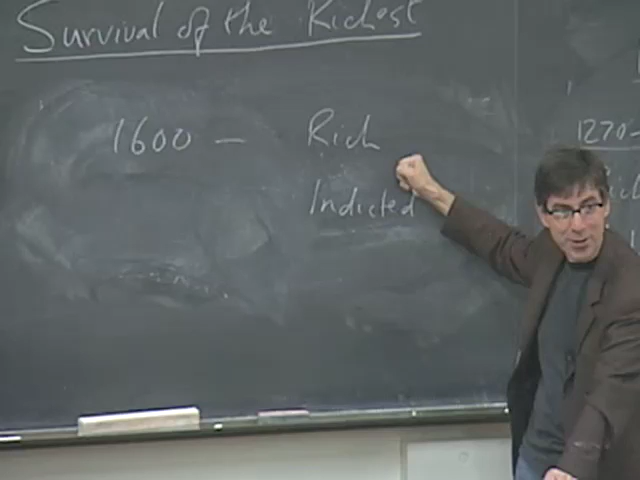 Survival of the Richest
1600 — Rich
Indicted
1270-